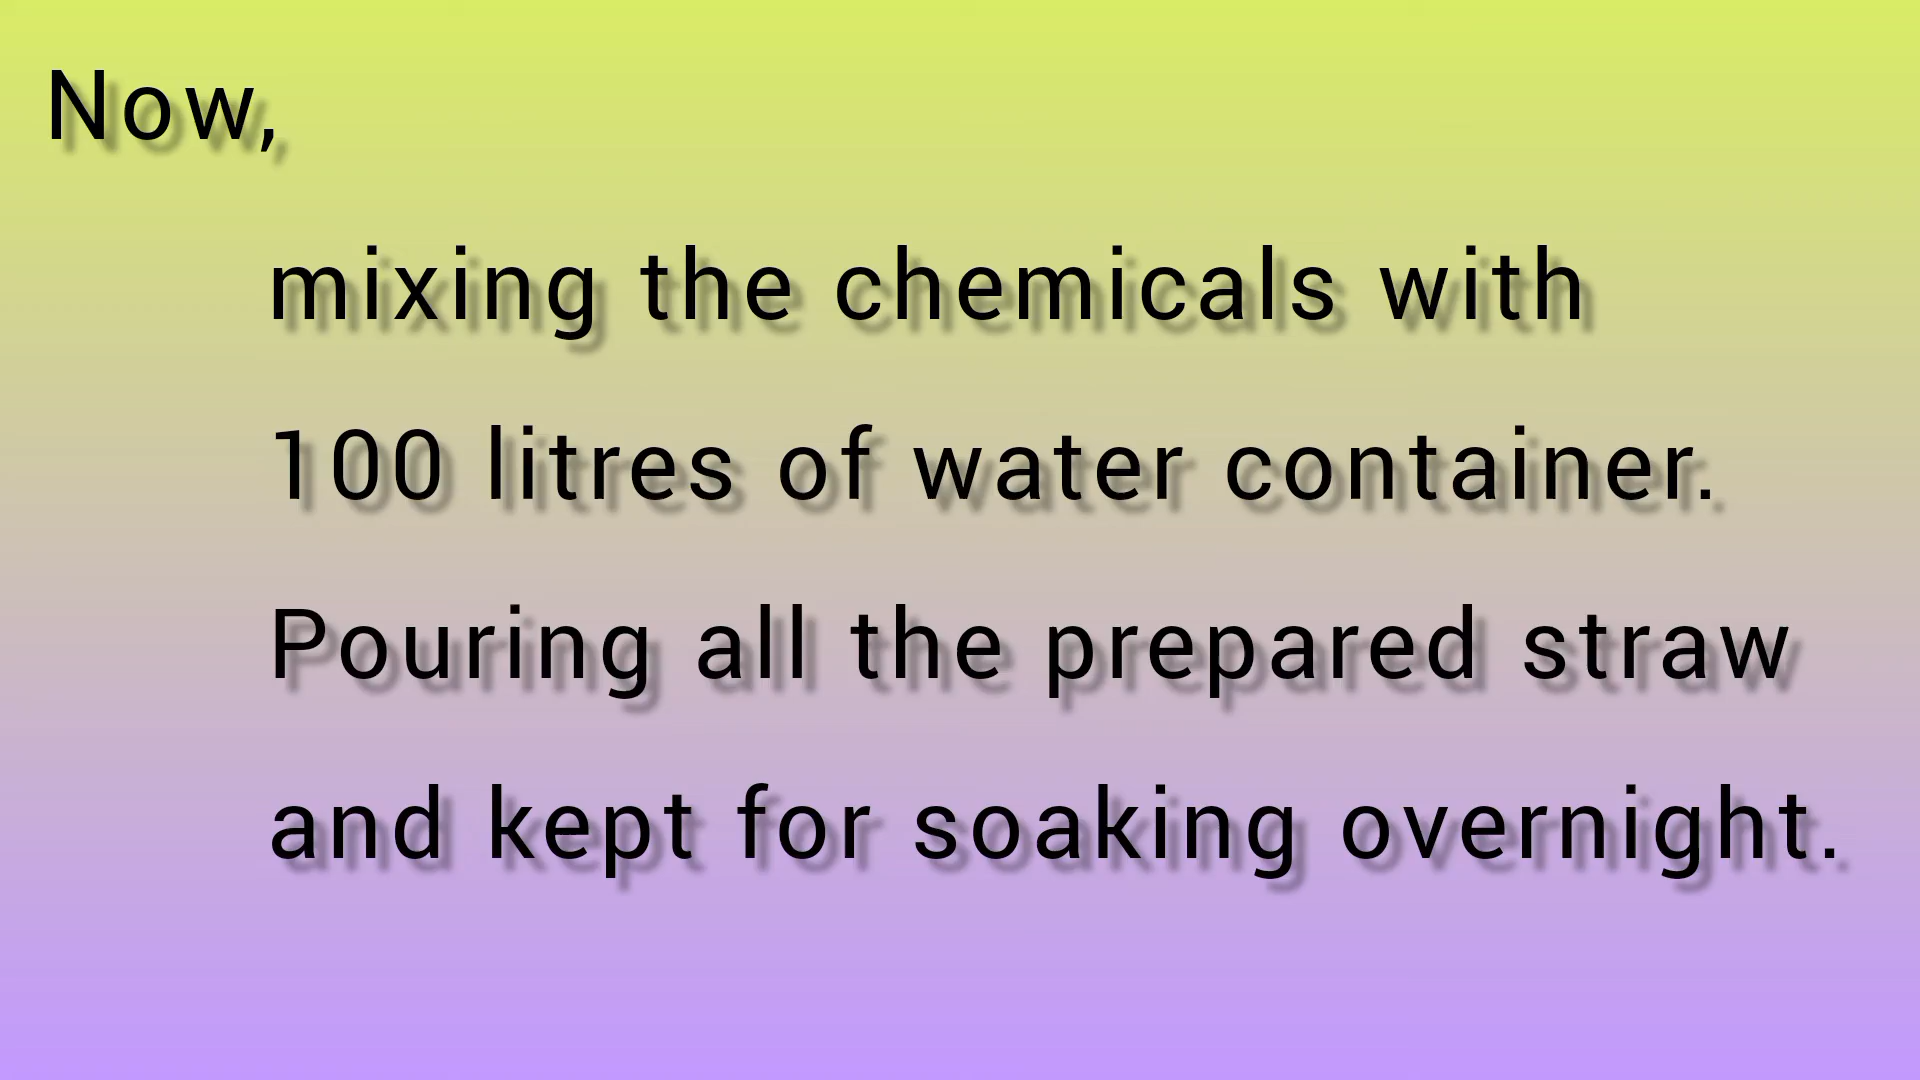 Now,
mixing the chemicals with
100 litres of water container.
Pouring all the prepared straw
and kept for soaking overnight.